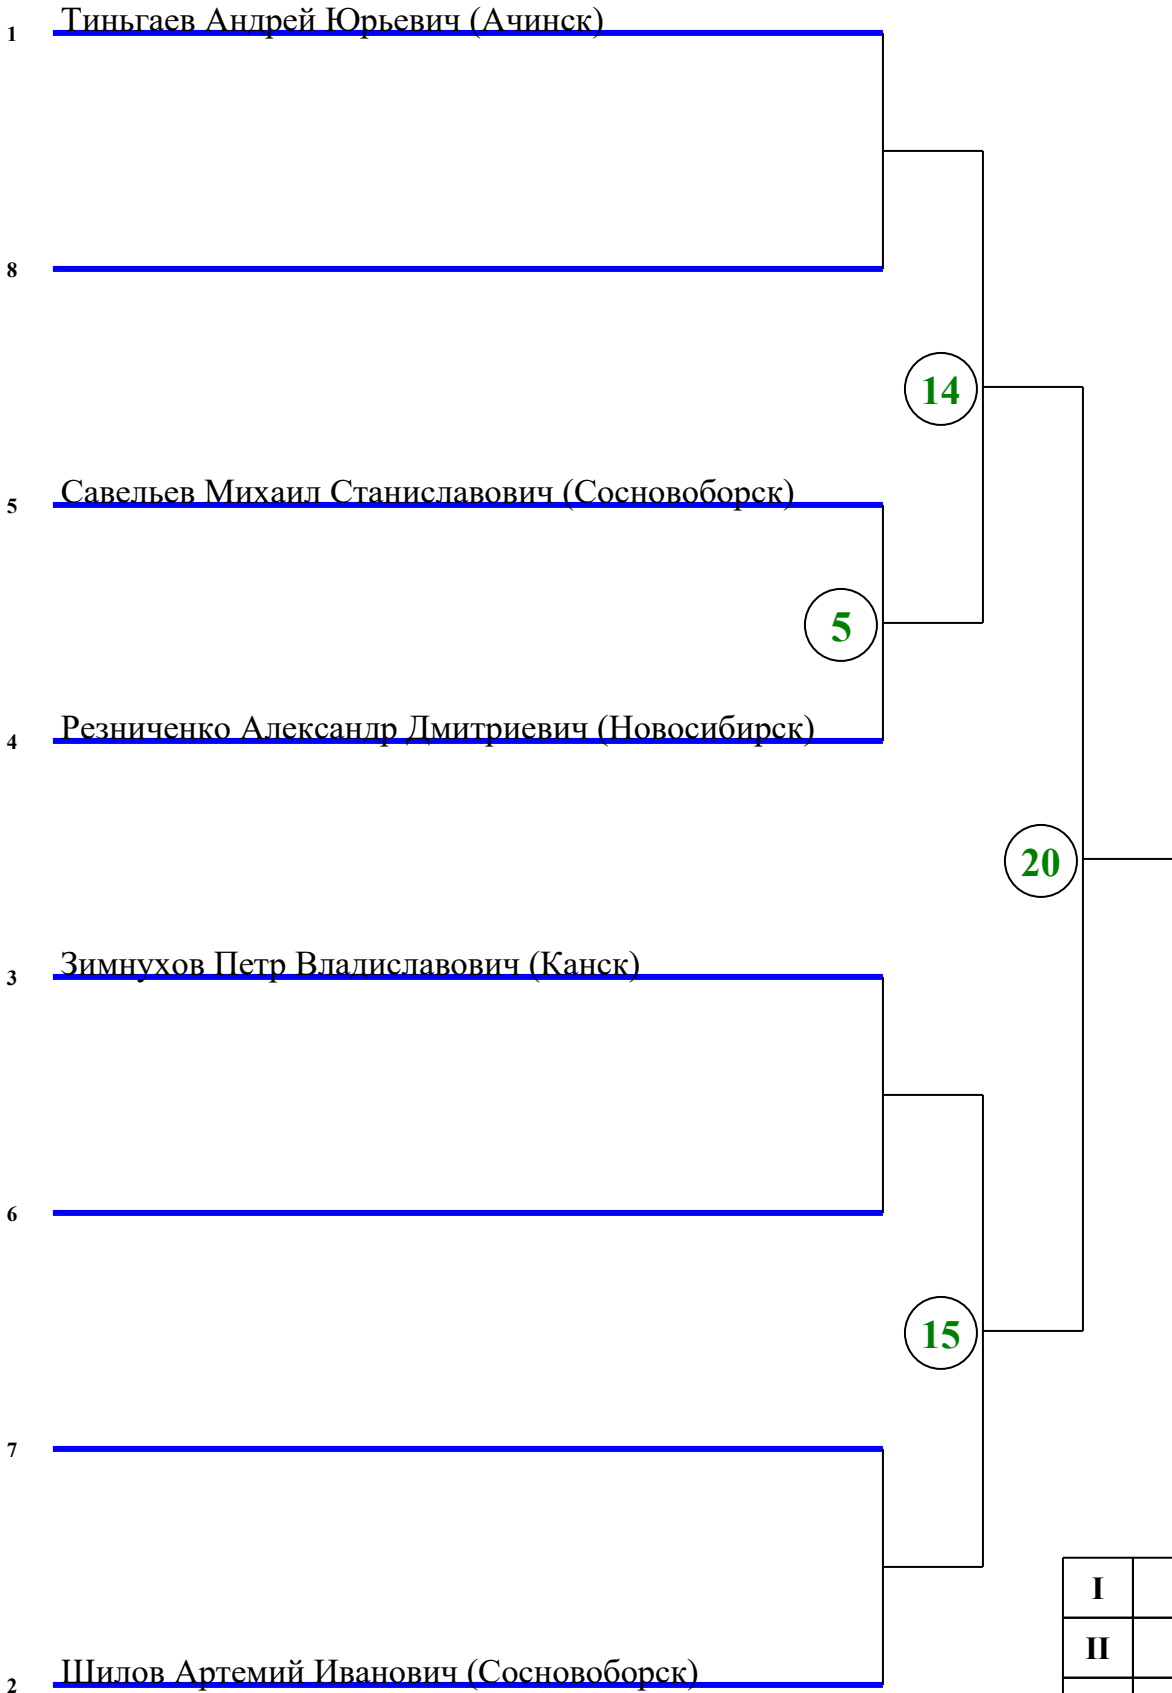 1 Тиньгаев Андрей Юрьевич (Ачинск)
8
14
5 Савельев Михаил Станиславович (Сосновоборск)
5
4 Резниченко Александр Дмитриевич (Новосибирск)
20
3 Зимнухов Петр Владиславович (Канск)
6
15
7
I
II
2 Шилов Артемий Иванович (Сосновоборск)